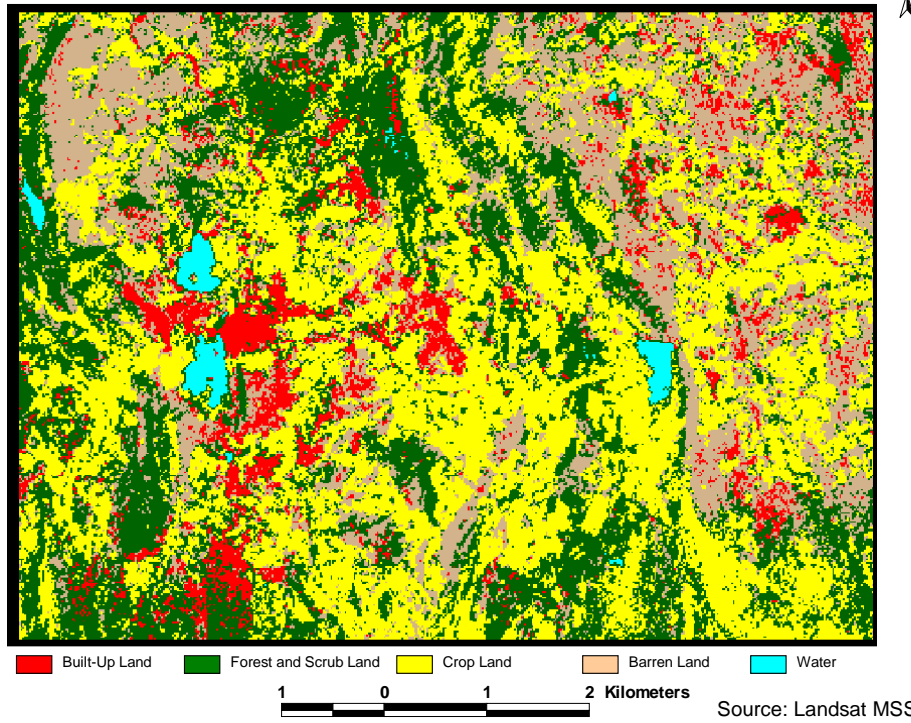 Built-Up Land Forest and Scrub Land Crop Land Barren Land Water
1 0 1 2 Kilometers
Source: Landsat MSS